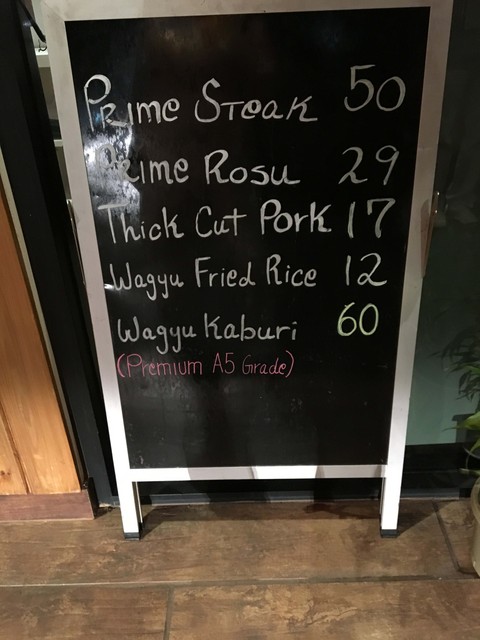 Prime Steak 50
Prime Rosu 29
Thick Cut Pork 17
Wagyu Fried Rice 12
Wagyu Kaburi 60
(Premium A5 Grade)